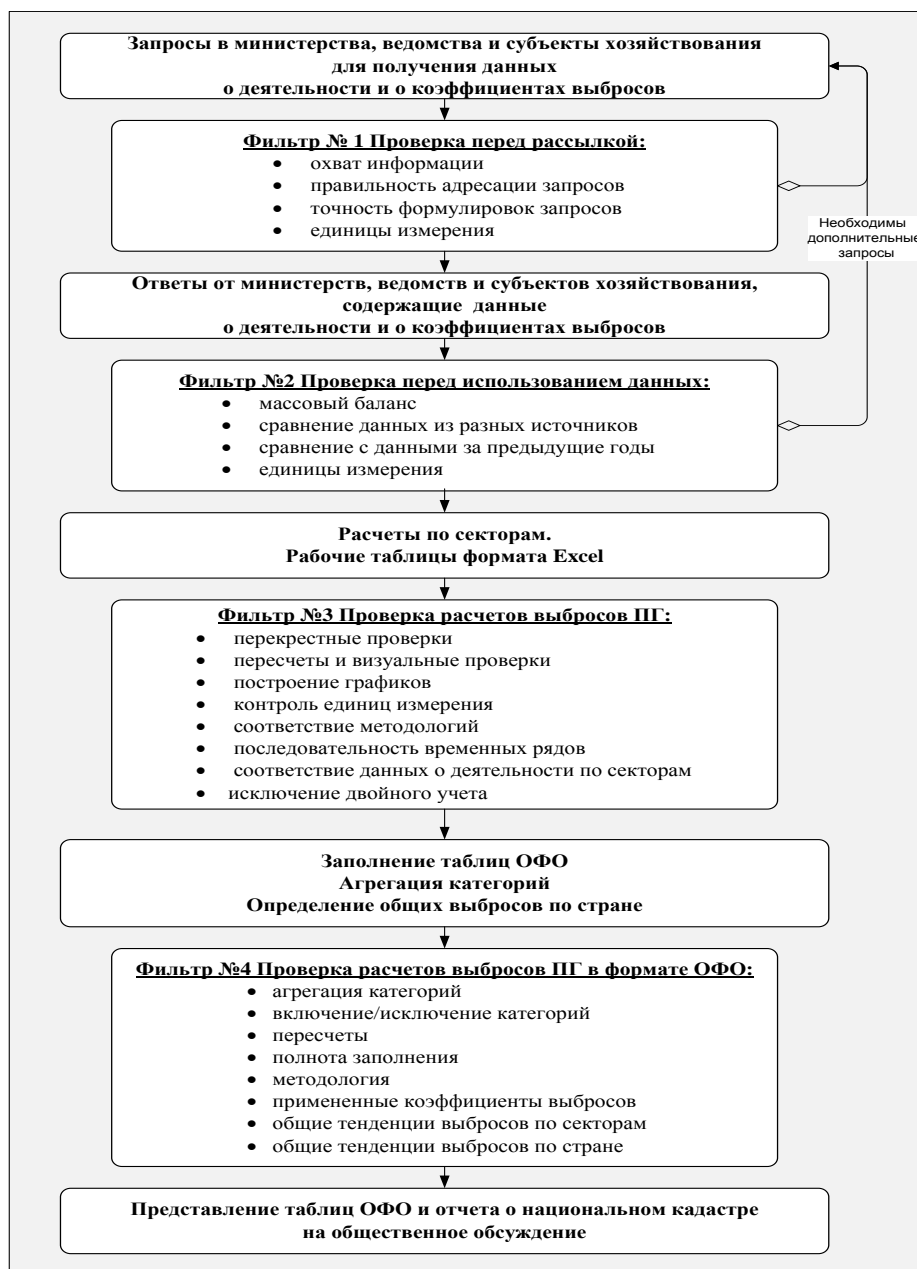 Запросы в министерства, ведомства и субъекты хозяйствования
для получения данных
о деятельности и о коэффициентах выбросов
Фильтр № 1 Проверка перед рассылкой:
• охват информации
• правильность адресации запросов
• точность формулировок запросов
• единицы измерения
Необходимы
дополнительные
запросы
Ответы от министерств, ведомств и субъектов хозяйствования,
содержащие данные
о деятельности и о коэффициентах выбросов
Фильтр №2 Проверка перед использованием данных:
• массовый баланс
• сравнение данных из разных источников
• сравнение с данными за предыдущие годы
• единицы измерения
Расчеты по секторам.
Рабочие таблицы формата Excel
Фильтр №3 Проверка расчетов выбросов ПГ:
• перекрестные проверки
• пересчеты и визуальные проверки
• построение графиков
• контроль единиц измерения
• соответствие методологий
• последовательность временных рядов
• соответствие данных о деятельности по секторам
• исключение двойного учета
Заполнение таблиц ОФО
Агрегация категорий
Определение общих выбросов по стране
Фильтр №4 Проверка расчетов выбросов ПГ в формате ОФО:
• агрегация категорий
• включение/исключение категорий
• пересчеты
• полнота заполнения
• методология
• примененные коэффициенты выбросов
• общие тенденции выбросов по секторам
• общие тенденции выбросов по стране
Представление таблиц ОФО и отчета о национальном кадастре
на общественное обсуждение